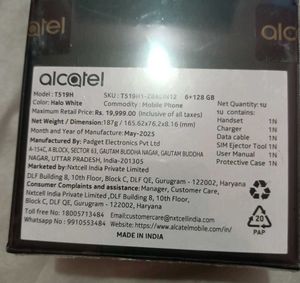 alcatel
Model : T519H
SKU : T519H1-2BALIN12
6+128 GB
Color : Halo White
Commodity : Mobile Phone
Maximum Retail Price : Rs. 19,999.00 (Inclusive of all taxes)
Weight / Dimension :187g / 165.62x76.2x8.16 (mm)
Month / Year of Manufacture : May-2025
Manufactured By : Padget Electronics Pvt Ltd
A-154C, A BLOCK, SECTOR 63, GAUTAM BUDDHA NAGAR, GAUTAM BUDDHA
NAGAR, UTTAR PRADESH, India-201305
Marketed By : Nxtcell India Private Limited
DLF Building 8, 10th Floor, Block C, DLF QE, Gurugram - 122002, Haryana
Consumer Complaints and assistance: Manager, Customer Care,
Nxtcell India Private Limited ,
DLF Building 8, 10th Floor,
Block C, DLF QE, Gurugram - 122002, Haryana
Toll free no : 18005713484 Email:customercare@nxtcellindia.com
Whatsapp No : 9910553484 https://www.alcatelmobile.com/in/
MADE IN INDIA
Net Quantity: 1U
1U contains :
Handset 1N
Charger 1N
Data cable 1N
SIM Ejector Tool 1N
User Manual 1N
Protective Case 1N
20
PAP